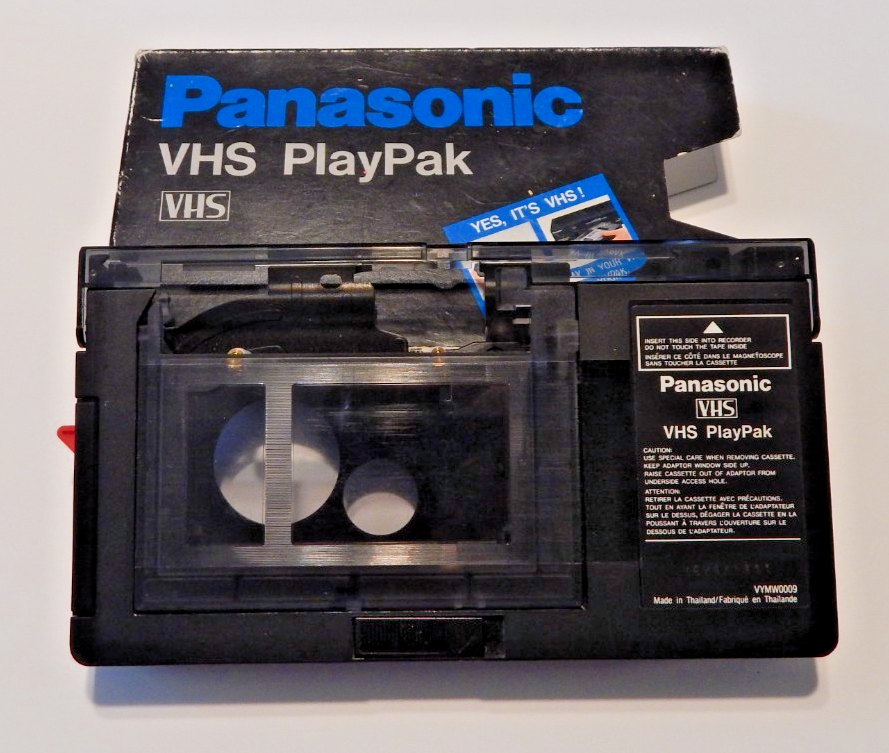 Panasonic
VHS PlayPak
VHS
YES, IT'S VHS!
IN YOUR
INSERT THIS SIDE INTO RECORDER
DO NOT TOUCH THE TAPE INSIDE
INSÉRER CE CÔTÉ DANS LE MAGNETOSCOPE
SANS TOUCHER LA CASSETTE
Panasonic
VHS
VHS PlayPak
CAUTION:
USE SPECIAL CARE WHEN REMOVING CASSETTE.
KEEP ADAPTOR WINDOW SIDE UP.
RAISE CASSETTE OUT OF ADAPTOR FROM
UNDERSIDE ACCESS HOLE.
ATTENTION:
RETIRER LA CASSETTE AVEC PRÉCAUTIONS.
TOUT EN AYANT LA FENÊTRE DE L'ADAPTATEUR
SUR LE DESSUS, DÉGAGER LA CASSETTE EN LA
POUSSANT À TRAVERS L'OUVERTURE SUR LE
DESSOUS DE L'ADAPTATEUR.
VYMW0009
Made in Thailand/Fabriqué en Thaïlande